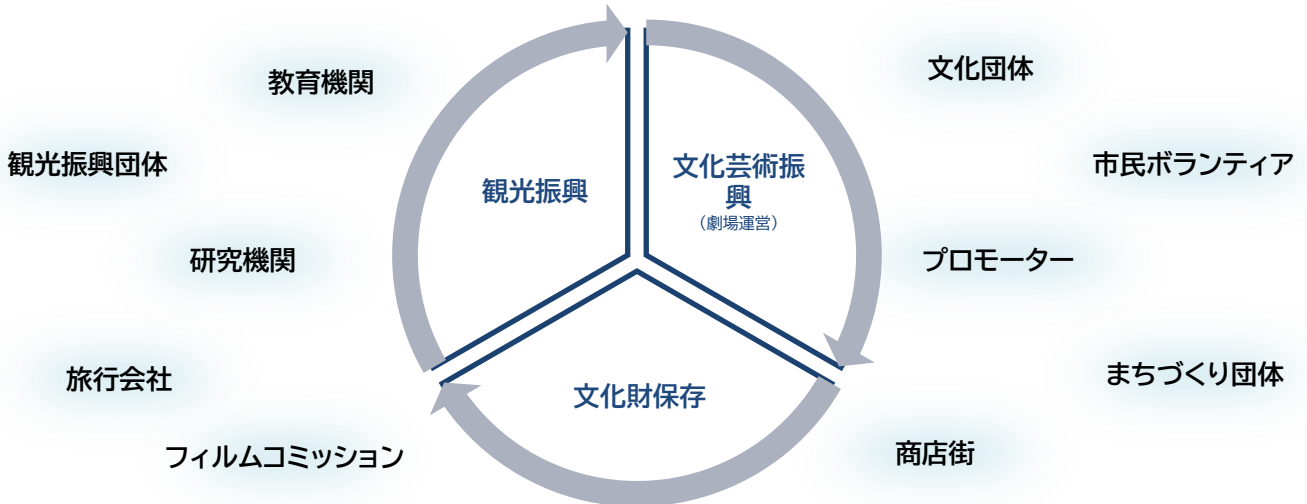 教育機関
文化団体
観光振興団体
市民ボランティア
観光振興
文化芸術振
興
（劇場運営）
研究機関
プロモーター
旅行会社
まちづくり団体
文化財保存
フィルムコミッション
商店街